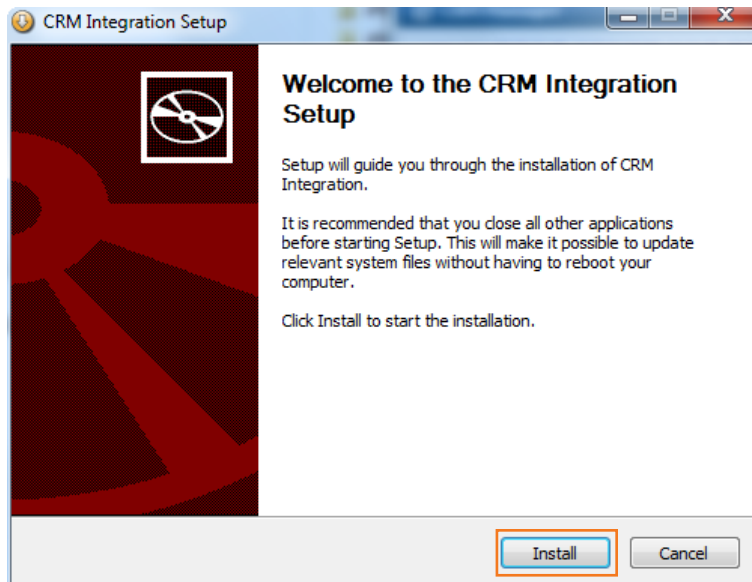 CRM Integration Setup
Welcome to the CRM Integration
Setup
Setup will guide you through the installation of CRM
Integration.
It is recommended that you close all other applications
before starting Setup. This will make it possible to update
relevant system files without having to reboot your
computer.
Click Install to start the installation.
Install
Cancel